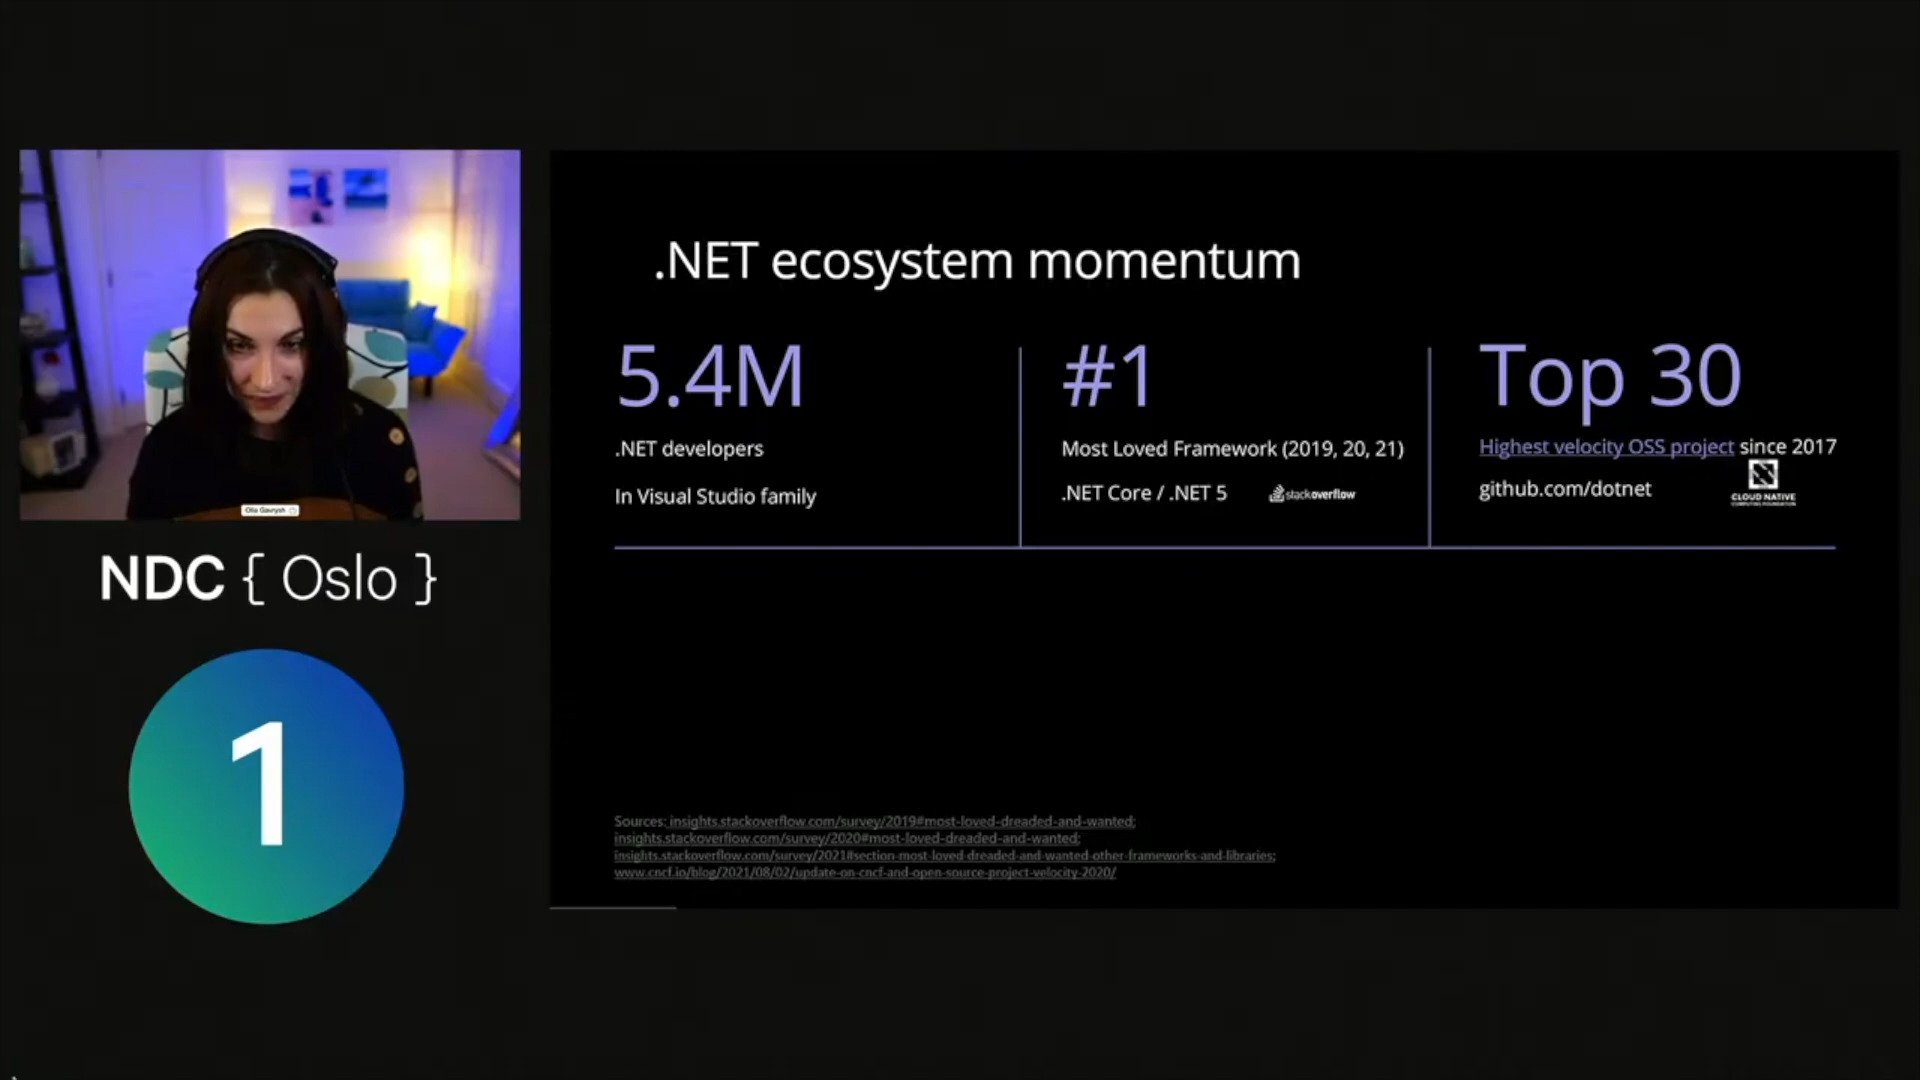 Olia Gavrysh
NDC { Oslo }
1
.NET ecosystem momentum
5.4M
.NET developers
In Visual Studio family
#1
Most Loved Framework (2019, 20, 21)
.NET Core / .NET 5
stackoverflow
Top 30
Highest velocity OSS project since 2017
github.com/dotnet
CLOUD NATIVE
COMPUTING FOUNDATION
Sources: insights.stackoverflow.com/survey/2019#most-loved-dreaded-and-wanted;
insights.stackoverflow.com/survey/2020#most-loved-dreaded-and-wanted;
insights.stackoverflow.com/survey/2021#section-most-loved-dreaded-and-wanted-other-frameworks-and-libraries;
www.cncf.io/blog/2021/08/02/update-on-cncf-and-open-source-project-velocity-2020/